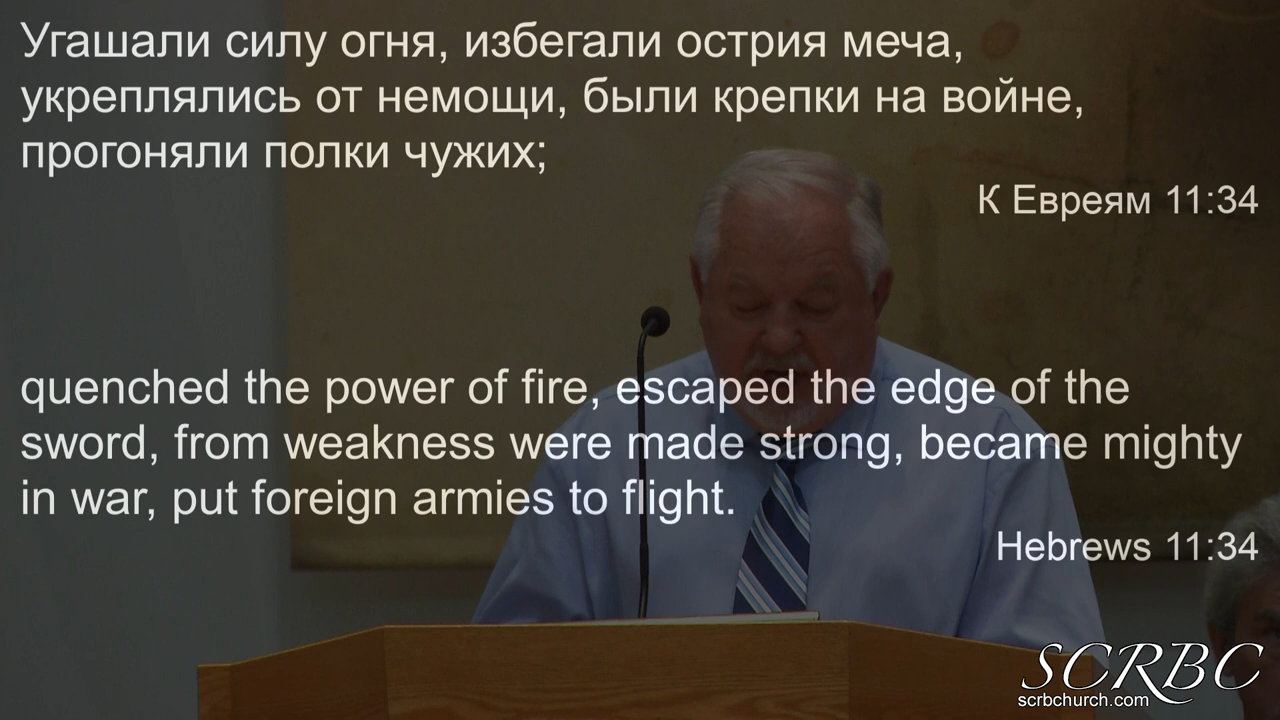 Угашали силу огня, избегали острия меча,
укреплялись от немощи, были крепки на войне,
прогоняли полки чужих;
К Евреям 11:34
quenched the power of fire, escaped the edge of the
sword, from weakness were made strong, became mighty
in war, put foreign armies to flight.
Hebrews 11:34
SCRBC
scrbchurch.com